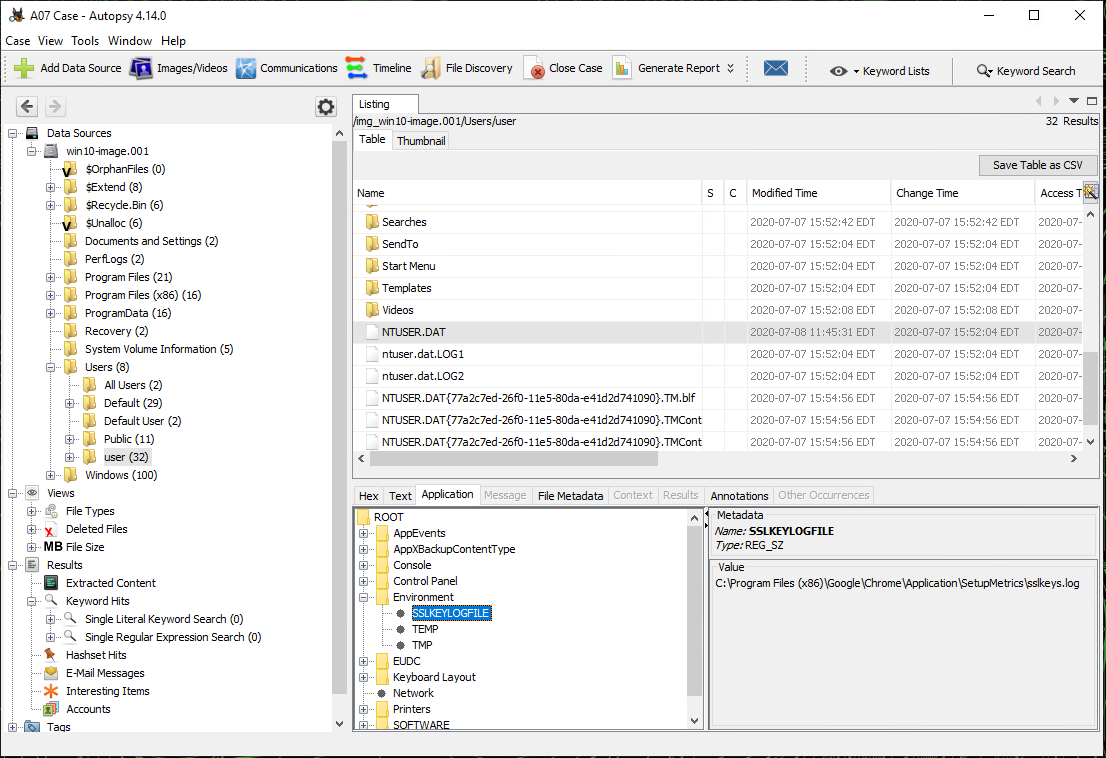 A07 Case - Autopsy 4.14.0
Case View Tools Window Help
Add Data Source Images/Videos Communications Timeline File Discovery Close Case Generate Report Keyword Lists Keyword Search
Listing
/img_win10-image.001/Users/user 32 Results
Table Thumbnail
Save Table as CSV
Name S C Modified Time Change Time Access T
Searches 2020-07-07 15:52:42 EDT 2020-07-07 15:52:42 EDT 2020-07-
SendTo 2020-07-07 15:52:04 EDT 2020-07-07 15:52:04 EDT 2020-07-
Start Menu 2020-07-07 15:52:04 EDT 2020-07-07 15:52:04 EDT 2020-07-
Templates 2020-07-07 15:52:04 EDT 2020-07-07 15:52:04 EDT 2020-07-
Videos 2020-07-07 15:52:08 EDT 2020-07-07 15:52:08 EDT 2020-07-
NTUSER.DAT 2020-07-08 11:45:31 EDT 2020-07-07 15:52:04 EDT 2020-07-
ntuser.dat.LOG1 2020-07-07 15:52:04 EDT 2020-07-07 15:52:04 EDT 2020-07-
ntuser.dat.LOG2 2020-07-07 15:52:04 EDT 2020-07-07 15:52:04 EDT 2020-07-
NTUSER.DAT{77a2c7ed-26f0-11e5-80da-e41d2d741090}.TM.blf 2020-07-07 15:54:56 EDT 2020-07-07 15:54:56 EDT 2020-07-
NTUSER.DAT{77a2c7ed-26f0-11e5-80da-e41d2d741090}.TMCont 2020-07-07 15:54:56 EDT 2020-07-07 15:54:56 EDT 2020-07-
NTUSER.DAT{77a2c7ed-26f0-11e5-80da-e41d2d741090}.TMCont 2020-07-07 15:54:56 EDT 2020-07-07 15:54:56 EDT 2020-07-
Data Sources
win10-image.001
$OrphanFiles (0)
$Extend (8)
$Recycle.Bin (6)
$Unalloc (6)
Documents and Settings (2)
PerfLogs (2)
Program Files (21)
Program Files (x86) (16)
ProgramData (16)
Recovery (2)
System Volume Information (5)
Users (8)
All Users (2)
Default (29)
Default User (2)
Public (11)
user (32)
Windows (100)
Views
File Types
Deleted Files
MB File Size
Results
Extracted Content
Keyword Hits
Single Literal Keyword Search (0)
Single Regular Expression Search (0)
Hashset Hits
E-Mail Messages
Interesting Items
Accounts
Tags
Hex Text Application Message File Metadata Context Results Annotations Other Occurrences
ROOT
AppEvents
AppXBackupContentType
Console
Control Panel
Environment
SSLKEYLOGFILE
TEMP
TMP
EUDC
Keyboard Layout
Network
Printers
SOFTWARE
Metadata
Name: SSLKEYLOGFILE
Type: REG_SZ
Value
C:\Program Files (x86)\Google\Chrome\Application\SetupMetrics\sslkeys.log